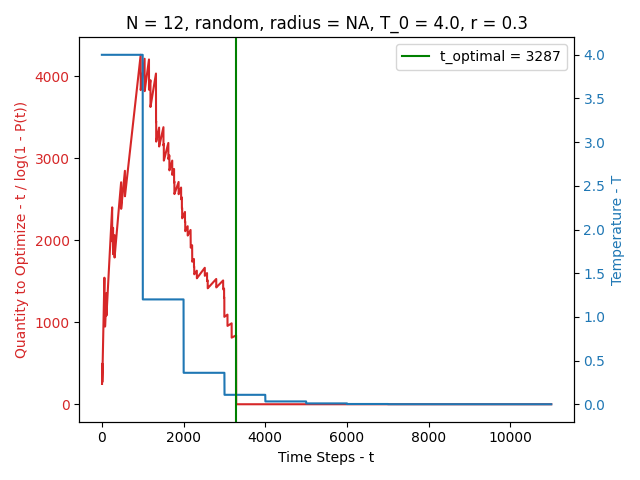 N = 12, random, radius = NA, T_0 = 4.0, r = 0.3
t_optimal = 3287
Quantity to Optimize - t / log(1 - P(t))
4000
3000
2000
1000
0
4.0
3.5
3.0
2.5
2.0
1.5
1.0
0.5
0.0
Temperature - T
0 2000 4000 6000 8000 10000
Time Steps - t